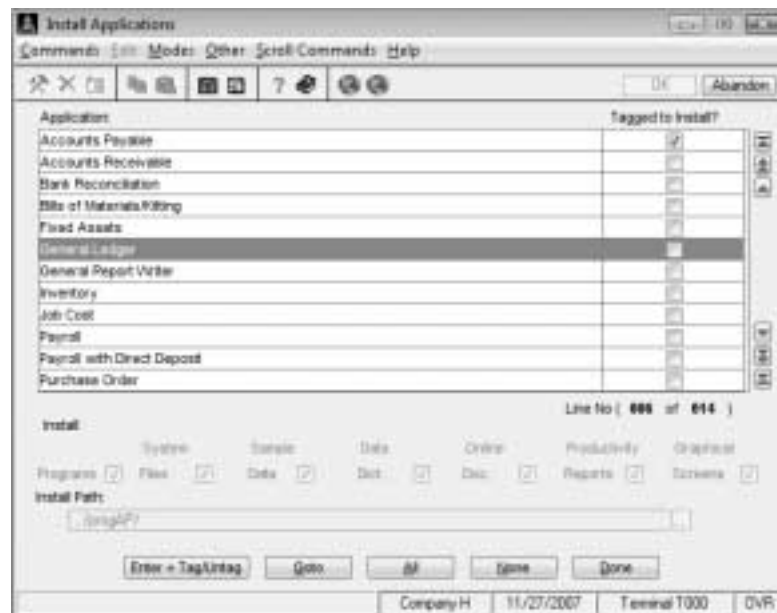 Install Applications
Commands Edit Modes Other Scroll Commands Help
OK Abandon
Application Tagged to Install?
Accounts Payable
Accounts Receivable
Bank Reconciliation
Bills of Materials/Kitting
Fixed Assets
General Ledger
General Report Writer
Inventory
Job Cost
Payroll
Payroll with Direct Deposit
Purchase Order
Line No ( 006 of 014 )
Install
System Sample Data Online Productivity Graphical
Programs Files Data Dict. Doc. Reports Screens
Install Path:
Enter = Tag/Untag Goto All None Done
Company H 11/27/2007 Terminal T000 OVR